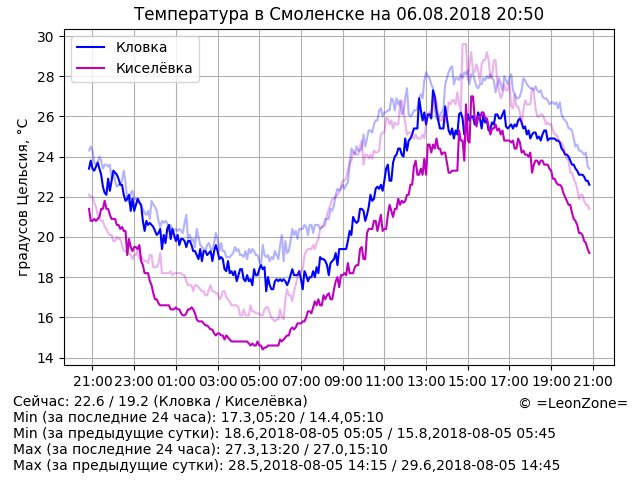 Температура в Смоленске на 06.08.2018 20:50
Кловка
Киселёвка
градусов Цельсия, °C
30
28
26
24
22
20
18
16
14
21:00 23:00 01:00 03:00 05:00 07:00 09:00 11:00 13:00 15:00 17:00 19:00 21:00
Сейчас: 22.6 / 19.2 (Кловка / Киселёвка)
© =LeonZone=
Min (за последние 24 часа): 17.3,05:20 / 14.4,05:10
Min (за предыдущие сутки): 18.6,2018-08-05 05:05 / 15.8,2018-08-05 05:45
Max (за последние 24 часа): 27.3,13:20 / 27.0,15:10
Max (за предыдущие сутки): 28.5,2018-08-05 14:15 / 29.6,2018-08-05 14:45